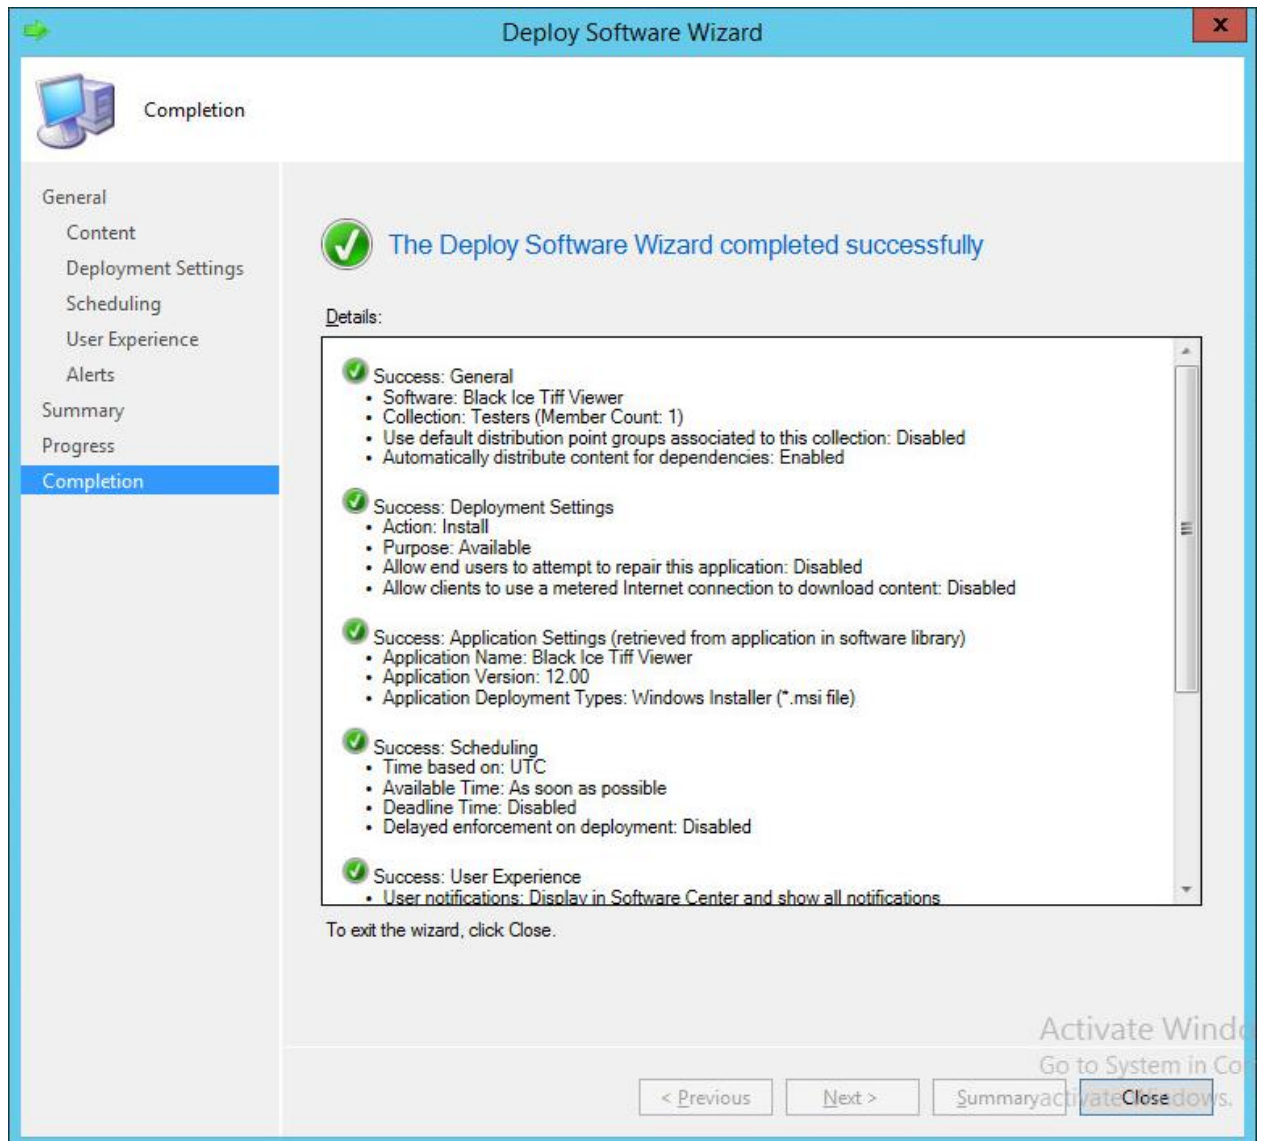 Deploy Software Wizard
x
Completion
General
Content
Deployment Settings
Scheduling
User Experience
Alerts
Summary
Progress
Completion
The Deploy Software Wizard completed successfully
Details:
Success: General
• Software: Black Ice Tiff Viewer
• Collection: Testers (Member Count: 1)
• Use default distribution point groups associated to this collection: Disabled
• Automatically distribute content for dependencies: Enabled
Success: Deployment Settings
• Action: Install
• Purpose: Available
• Allow end users to attempt to repair this application: Disabled
• Allow clients to use a metered Internet connection to download content: Disabled
Success: Application Settings (retrieved from application in software library)
• Application Name: Black Ice Tiff Viewer
• Application Version: 12.00
• Application Deployment Types: Windows Installer (*.msi file)
Success: Scheduling
• Time based on: UTC
• Available Time: As soon as possible
• Deadline Time: Disabled
• Delayed enforcement on deployment: Disabled
Success: User Experience
• User notifications: Display in Software Center and show all notifications
To exit the wizard, click Close.
Activate Windo
Go to System in Co
activate Windows.
< Previous
Next >
Summary
Close